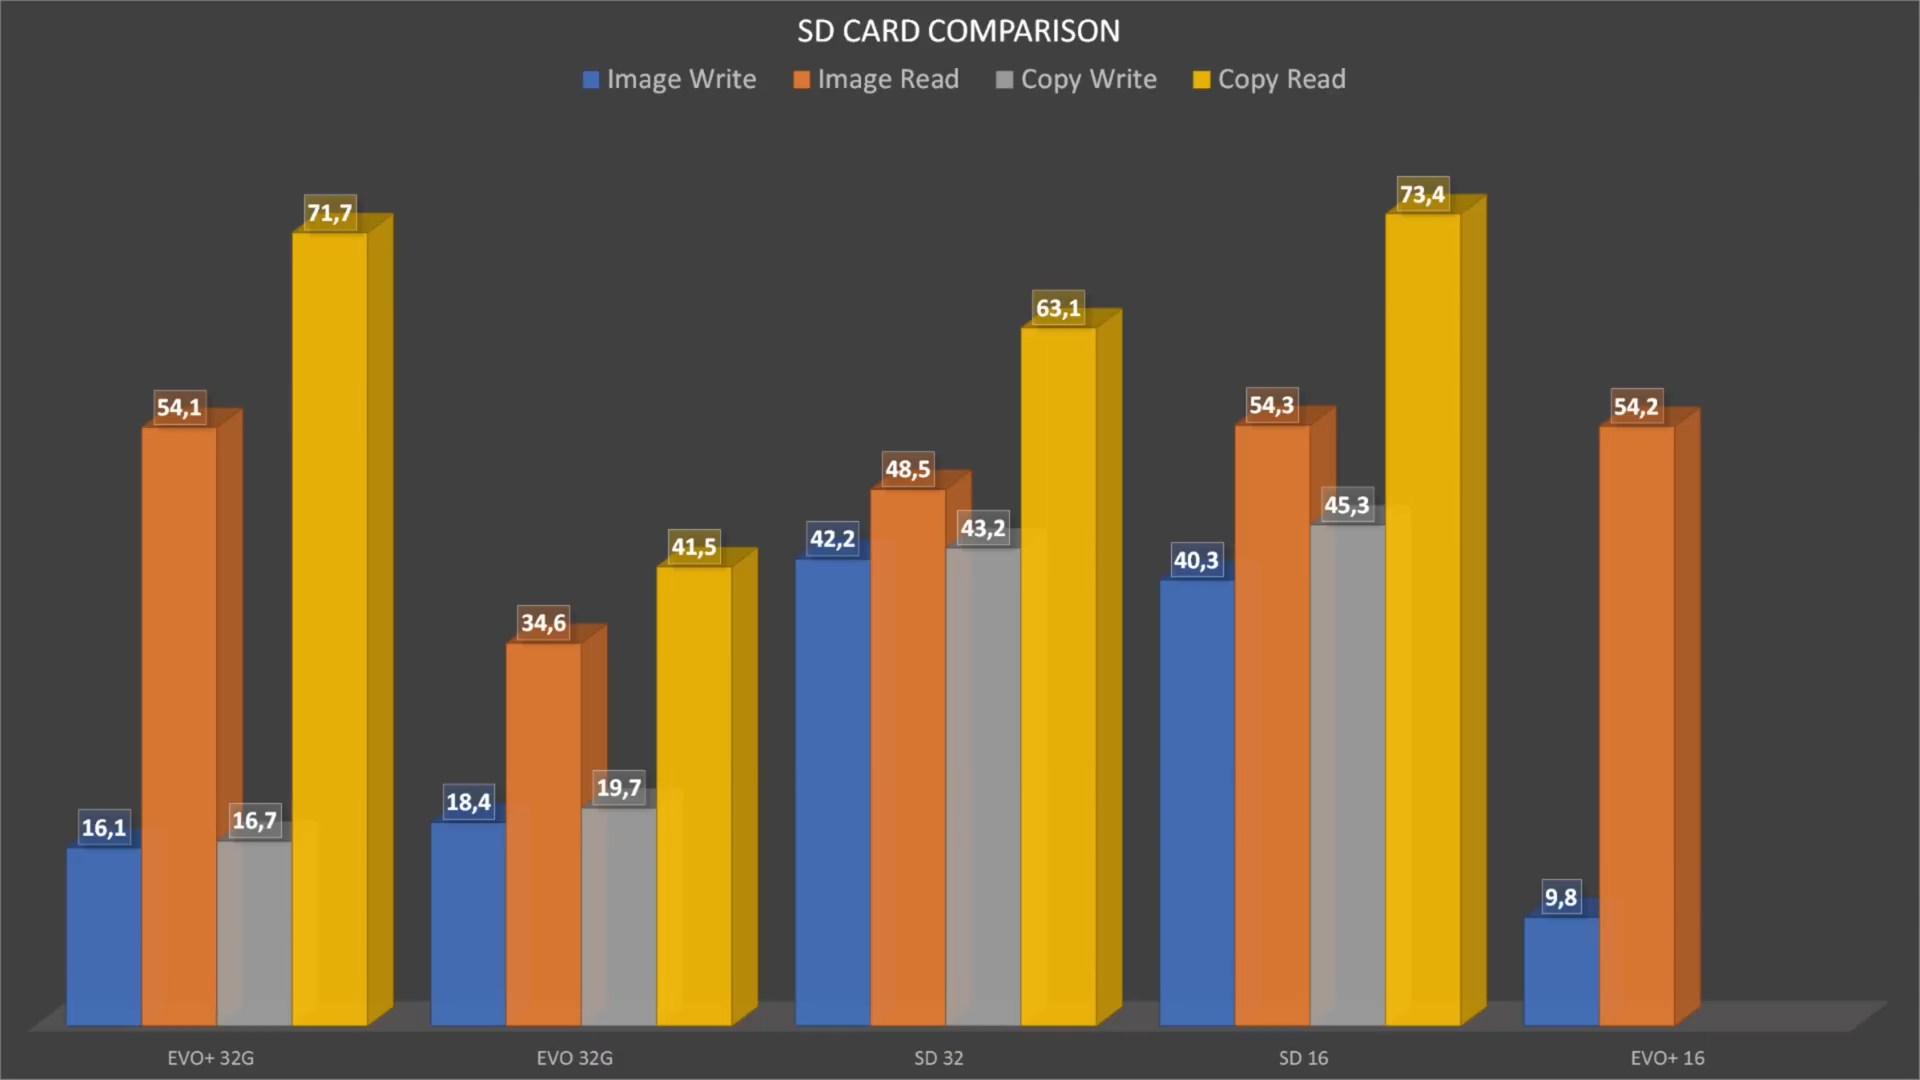 SD CARD COMPARISON
Image Write Image Read Copy Write Copy Read
16,1 54,1 16,7 71,7
18,4 34,6 19,7 41,5
42,2 48,5 43,2 63,1
40,3 54,3 45,3 73,4
9,8 54,2
EVO+ 32G EVO 32G SD 32 SD 16 EVO+ 16